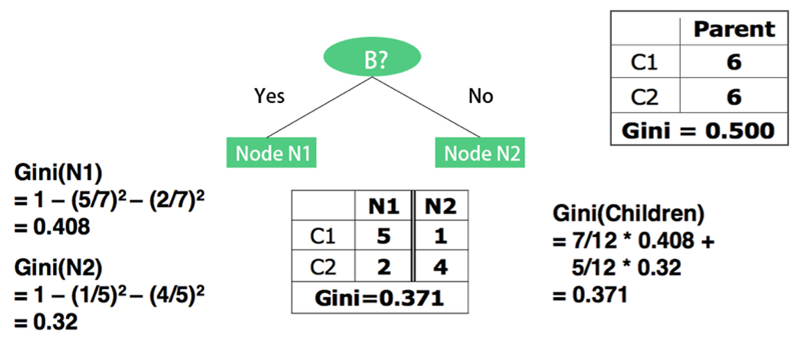 B?
Yes
No
Node N1
Node N2
Parent
C1 6
C2 6
Gini = 0.500
Gini(N1)
= 1 – (5/7)² – (2/7)²
= 0.408
Gini(N2)
= 1 – (1/5)² – (4/5)²
= 0.32
N1 N2
C1 5 1
C2 2 4
Gini=0.371
Gini(Children)
= 7/12 * 0.408 +
5/12 * 0.32
= 0.371